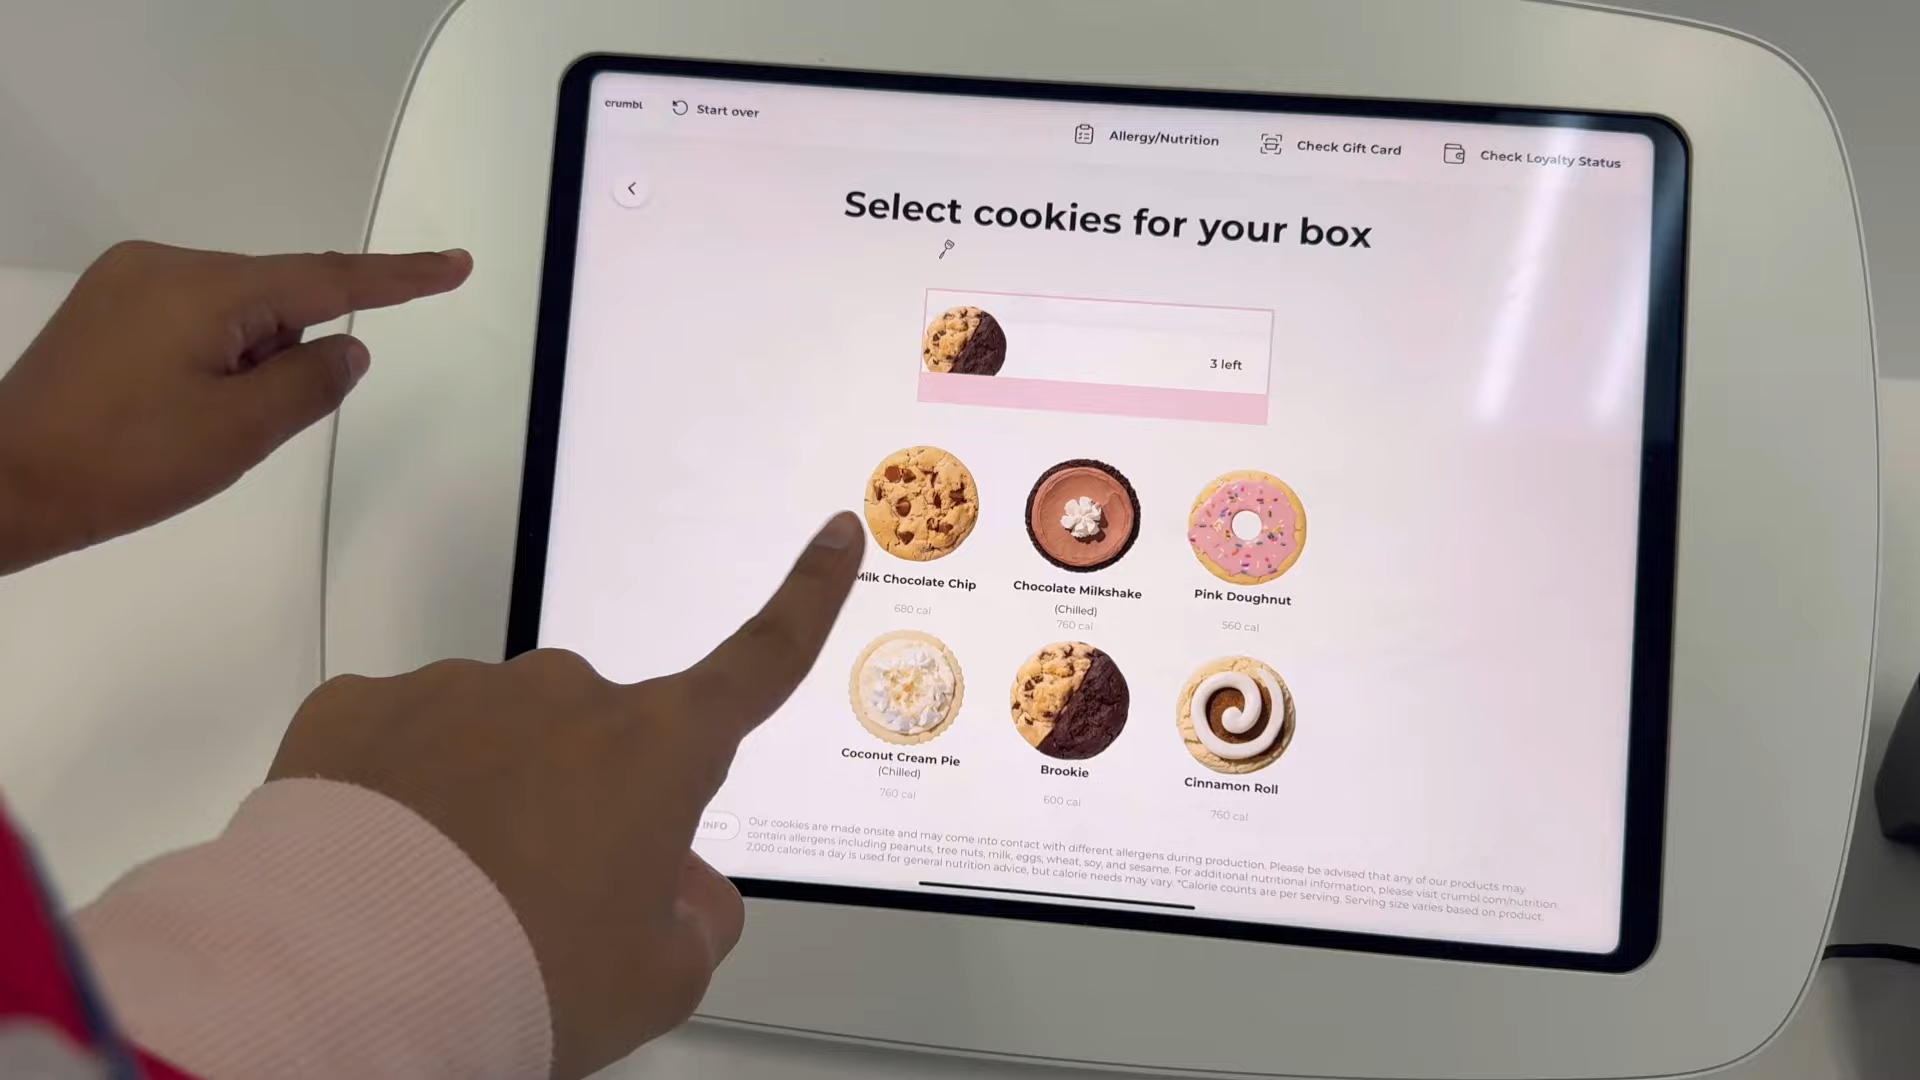 crumbl
Start over
Allergy/Nutrition
Check Gift Card
Check Loyalty Status
Select cookies for your box
3 left
Milk Chocolate Chip
680 cal
Chocolate Milkshake
(Chilled)
760 cal
Pink Doughnut
560 cal
Coconut Cream Pie
(Chilled)
760 cal
Brookie
600 cal
Cinnamon Roll
760 cal
INFO
Our cookies are made onsite and may come into contact with different allergens during production. Please be advised that any of our products may
contain allergens including peanuts, tree nuts, milk, eggs, wheat, soy, and sesame. For additional nutritional information, please visit crumbl.com/nutrition.
2,000 calories a day is used for general nutrition advice, but calorie needs may vary. *Calorie counts are per serving. Serving size varies based on product.